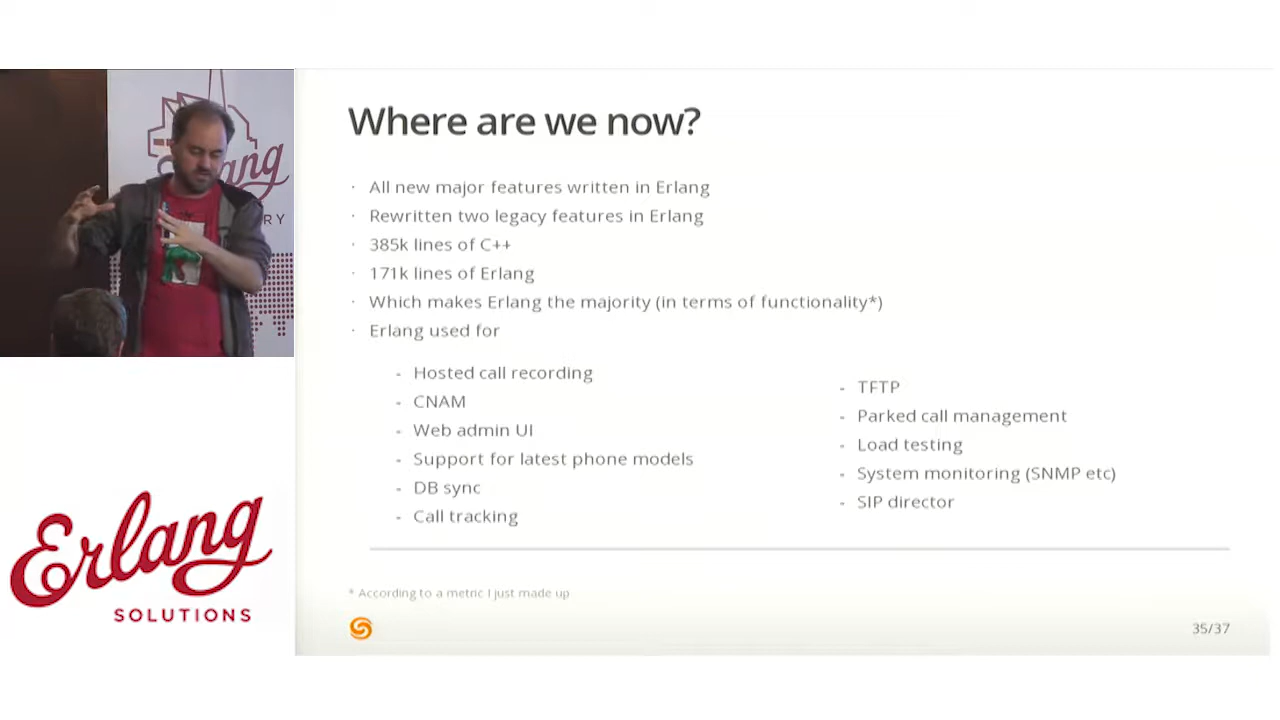 Where are we now?
· All new major features written in Erlang
· Rewritten two legacy features in Erlang
· 385k lines of C++
· 171k lines of Erlang
· Which makes Erlang the majority (in terms of functionality*)
· Erlang used for
- Hosted call recording
- CNAM
- Web admin UI
- Support for latest phone models
- DB sync
- Call tracking
- TFTP
- Parked call management
- Load testing
- System monitoring (SNMP etc)
- SIP director
* According to a metric I just made up
35/37
Erlang
SOLUTIONS